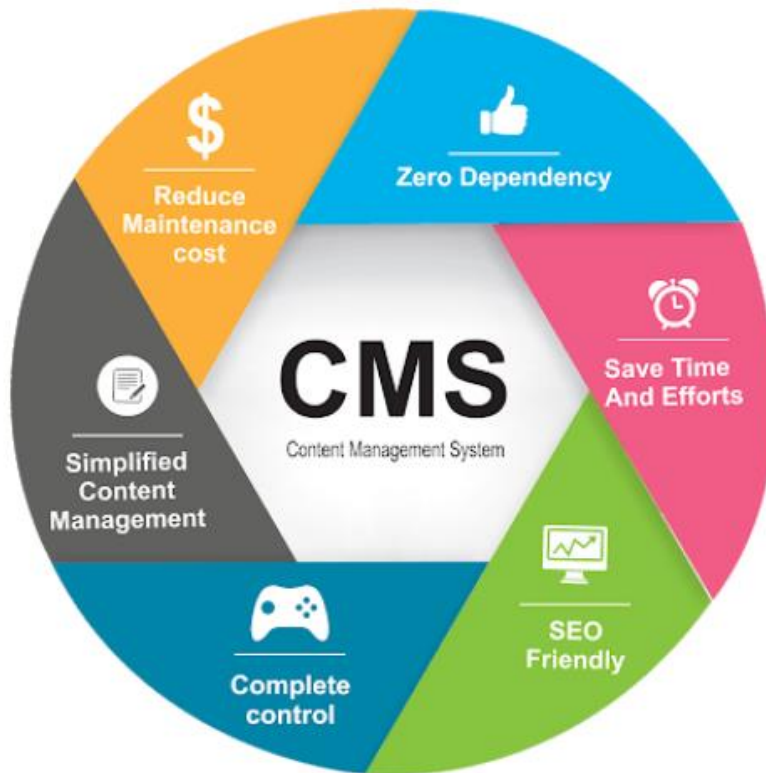 $
Reduce
Maintenance
cost
Zero Dependency
Save Time
And Efforts
SEO
Friendly
Complete
control
Simplified
Content
Management
CMS
Content Management System